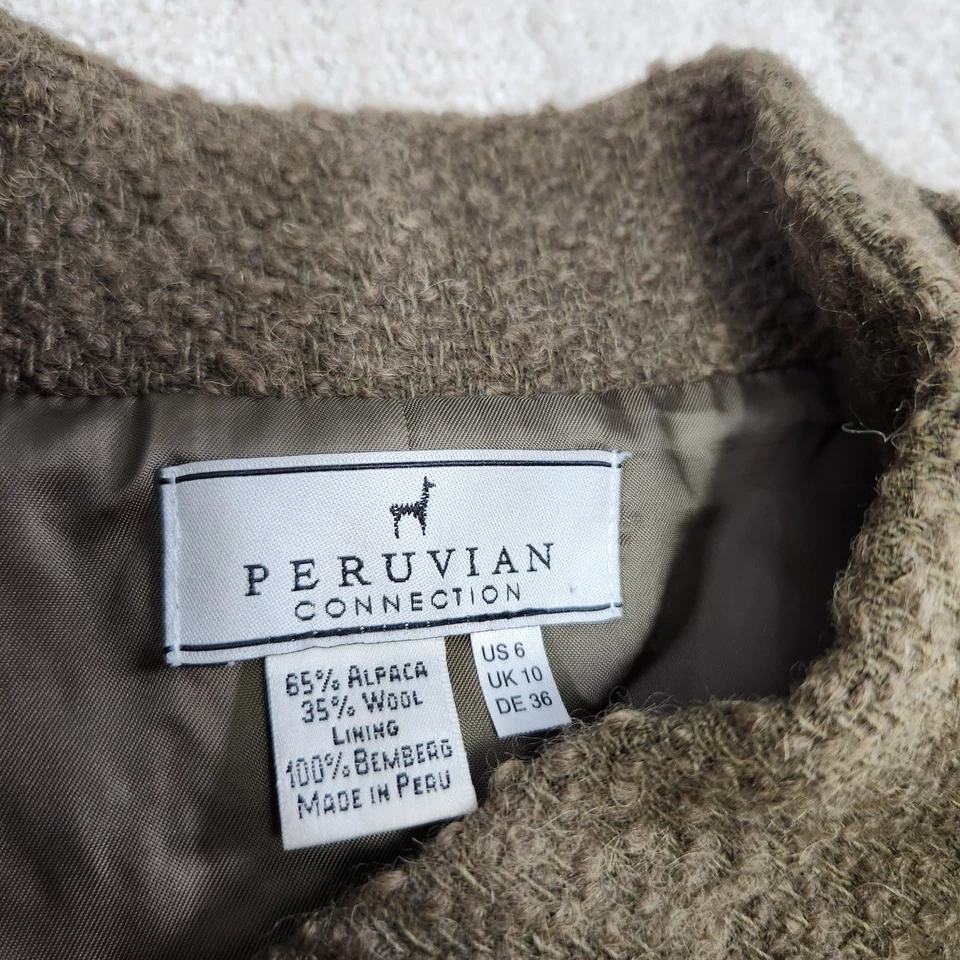 PERUVIAN
CONNECTION
65% ALPACA
35% WOOL
LINING
100% BEMBERG
MADE IN PERU
US 6
UK 10
DE 36